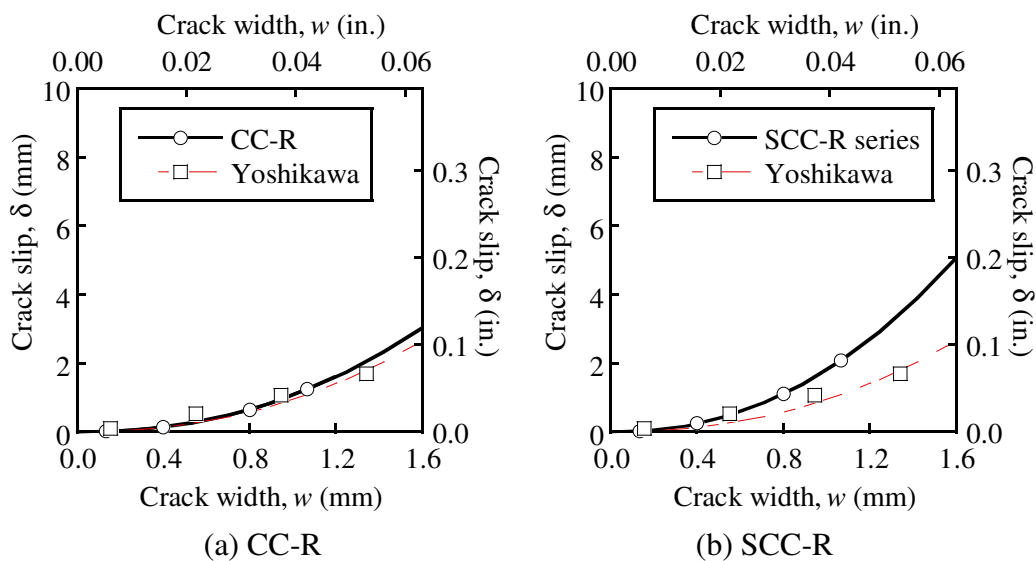 Crack width, w (in.)
0.00 0.02 0.04 0.06
10
8
6
4
2
0
Crack slip, δ (mm)
CC-R
Yoshikawa
0.3
0.2
0.1
0.0
Crack slip, δ (in.)
0.0 0.4 0.8 1.2 1.6
Crack width, w (mm)
(a) CC-R
Crack width, w (in.)
0.00 0.02 0.04 0.06
10
8
6
4
2
0
Crack slip, δ (mm)
SCC-R series
Yoshikawa
0.3
0.2
0.1
0.0
Crack slip, δ (in.)
0.0 0.4 0.8 1.2 1.6
Crack width, w (mm)
(b) SCC-R